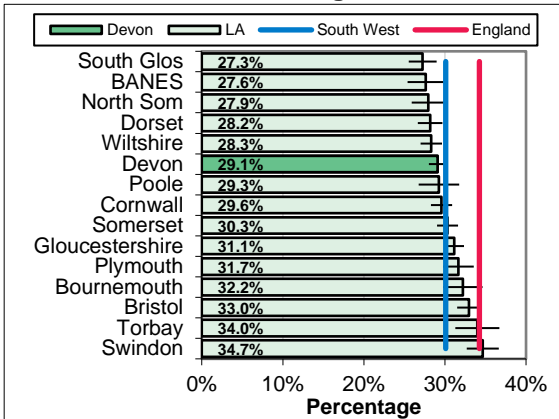 Devon LA South West England
South Glos 27.3%
BANES 27.6%
North Som 27.9%
Dorset 28.2%
Wiltshire 28.3%
Devon 29.1%
Poole 29.3%
Cornwall 29.6%
Somerset 30.3%
Gloucestershire 31.1%
Plymouth 31.7%
Bournemouth 32.2%
Bristol 33.0%
Torbay 34.0%
Swindon 34.7%
0% 10% 20% 30% 40%
Percentage